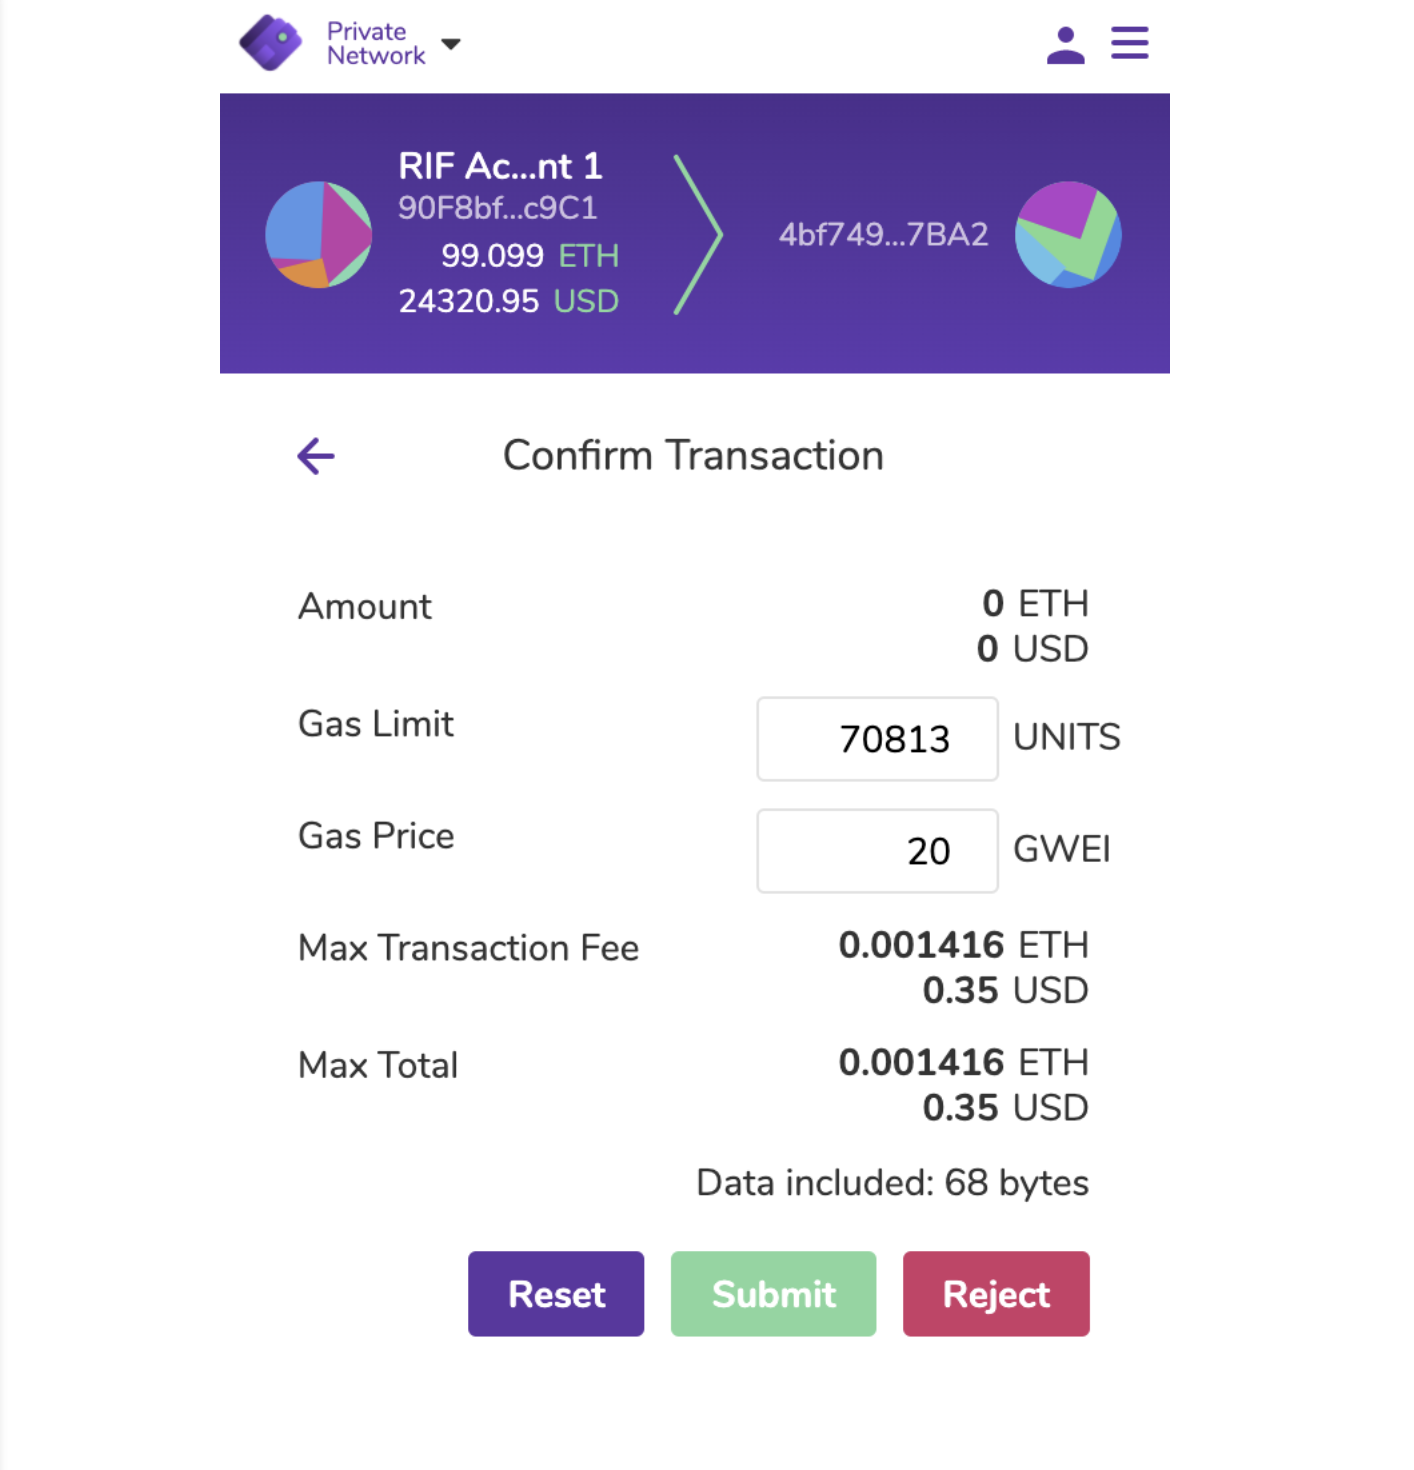 Private
Network
RIF Ac...nt 1
90F8bf...c9C1
99.099 ETH
24320.95 USD
4bf749...7BA2
Confirm Transaction
Amount
0 ETH
0 USD
Gas Limit
70813 UNITS
Gas Price
20 GWEI
Max Transaction Fee
0.001416 ETH
0.35 USD
Max Total
0.001416 ETH
0.35 USD
Data included: 68 bytes
Reset
Submit
Reject